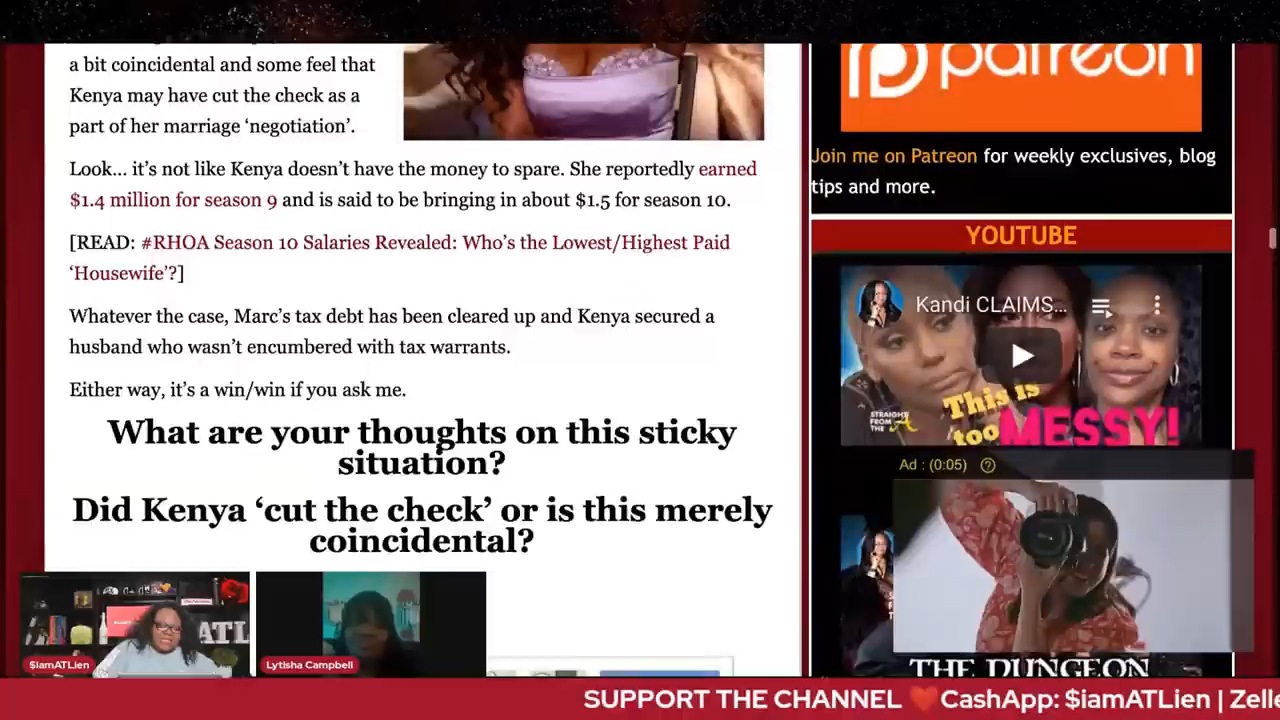 a bit coincidental and some feel that
Kenya may have cut the check as a
part of her marriage ‘negotiation’.
Look... it’s not like Kenya doesn’t have the money to spare. She reportedly earned
$1.4 million for season 9 and is said to be bringing in about $1.5 for season 10.
[READ: #RHOA Season 10 Salaries Revealed: Who’s the Lowest/Highest Paid
‘Housewife’?]
Whatever the case, Marc’s tax debt has been cleared up and Kenya secured a
husband who wasn’t encumbered with tax warrants.
Either way, it’s a win/win if you ask me.
What are your thoughts on this sticky
situation?
Did Kenya ‘cut the check’ or is this merely
coincidental?
patreon
Join me on Patreon for weekly exclusives, blog
tips and more.
YOUTUBE
Kandi CLAIMS...
This is
too MESSY!
STRAIGHT
FROM THE
A
Ad : (0:05)
THE DUNGEON
ATL
$iamATLien
Lytisha Campbell
SUPPORT THE CHANNEL ❤️CashApp: $iamATLien | Zelle